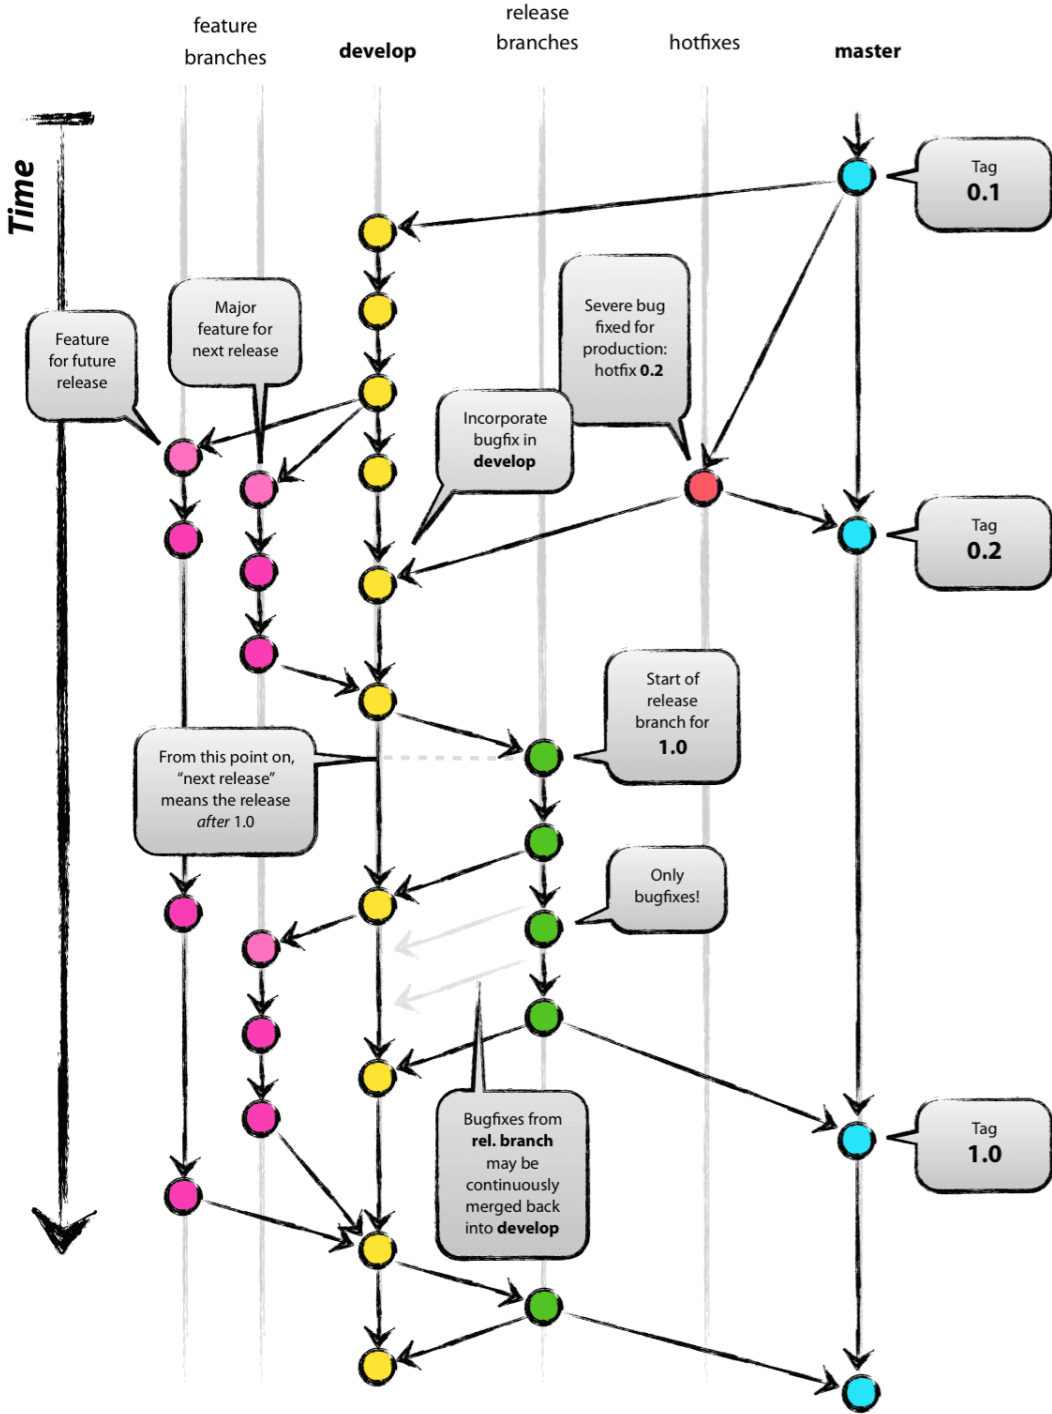 feature
branches
develop
release
branches
hotfixes
master
Time
Tag
0.1
Major
feature for
next release
Feature
for future
release
Severe bug
fixed for
production:
hotfix 0.2
Incorporate
bugfix in
develop
Tag
0.2
Start of
release
branch for
1.0
From this point on,
“next release”
means the release
after 1.0
Only
bugfixes!
Bugfixes from
rel. branch
may be
continuously
merged back
into develop
Tag
1.0